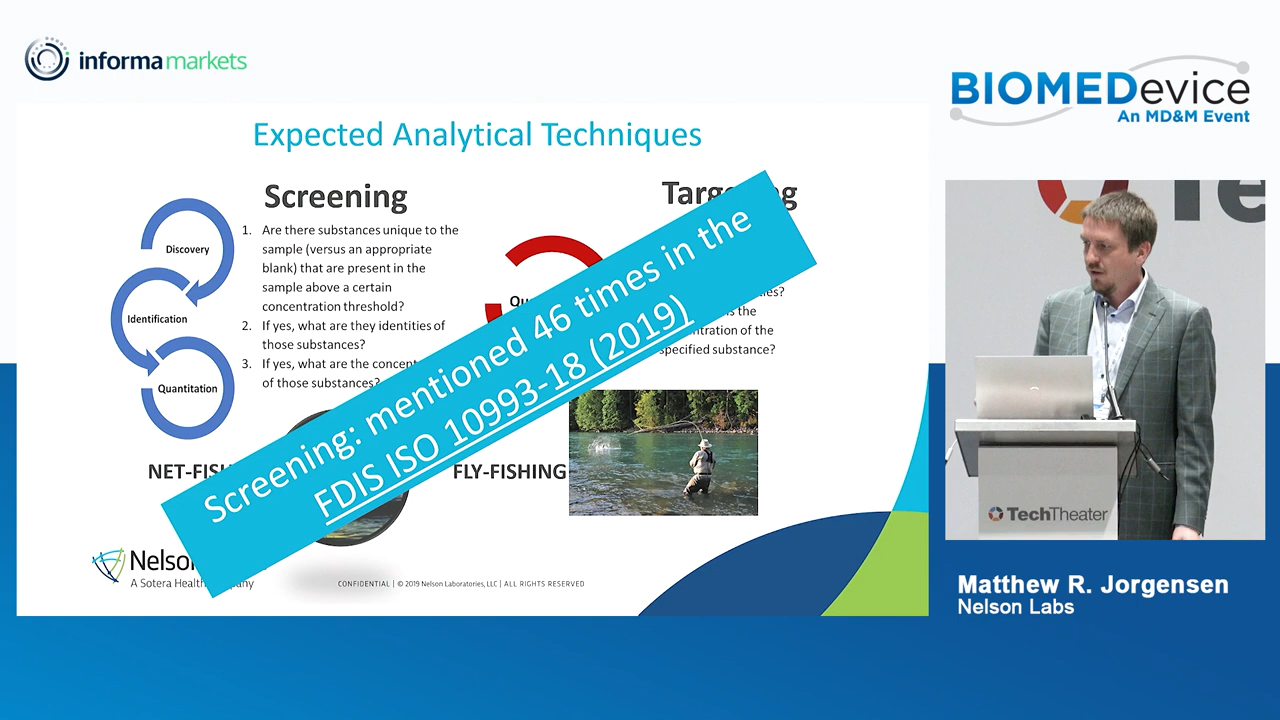 informa markets
BIOMEDevice
An MD&M Event
Expected Analytical Techniques
Screening
1. Are there substances unique to the
sample (versus an appropriate
blank) that are present in the
sample above a certain
concentration threshold?
2. If yes, what are they identities of
those substances?
3. If yes, what are the
of those substances?
Discovery
Identification
Quantitation
is the
of the
specified substance?
Screening: mentioned 46 times in the
FDIS ISO 10993-18 (2019)
FLY-FISHING
A Sotera Health
CONFIDENTIAL | © 2019 Nelson Laboratories, LLC | ALL RIGHTS RESERVED
TechTheater
Matthew R. Jorgensen
Nelson Labs